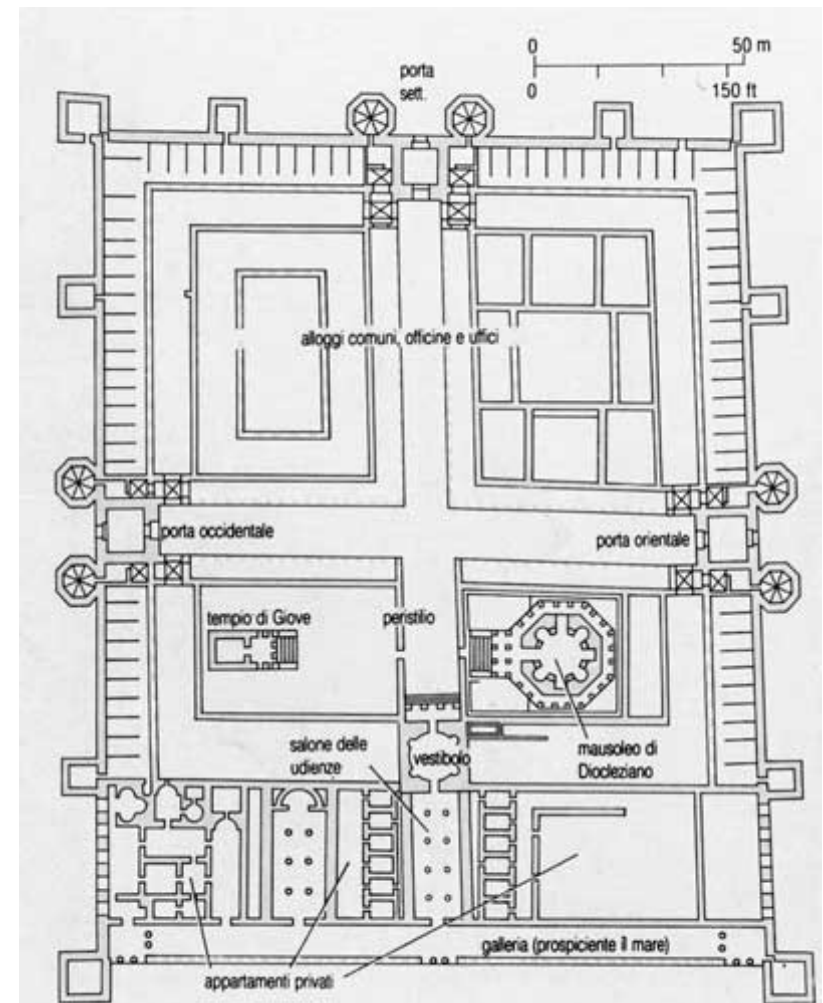 0 50 m
0 150 ft
porta
sett.
alloggi comuni, officine e uffici
porta occidentale
porta orientale
tempio di Giove
peristilio
salone delle
udienze
vestibolo
mausoleo di
Diocleziano
galleria (prospiciente il mare)
appartamenti privati